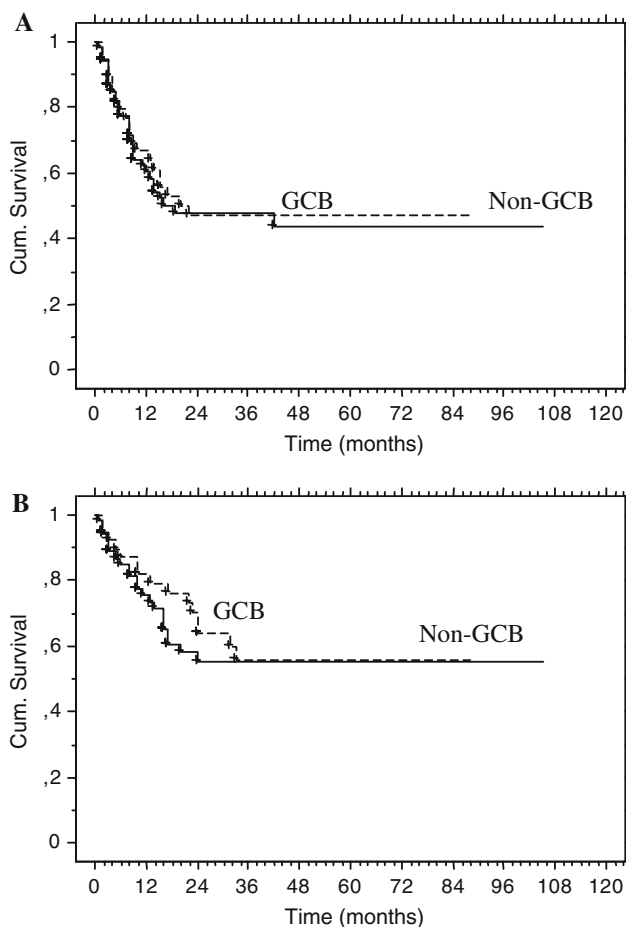 A
1
,8
,6
,4
,2
0
Cum. Survival
GCB
Non-GCB
0 12 24 36 48 60 72 84 96 108 120
Time (months)
B
1
,8
,6
,4
,2
0
Cum. Survival
GCB
Non-GCB
0 12 24 36 48 60 72 84 96 108 120
Time (months)